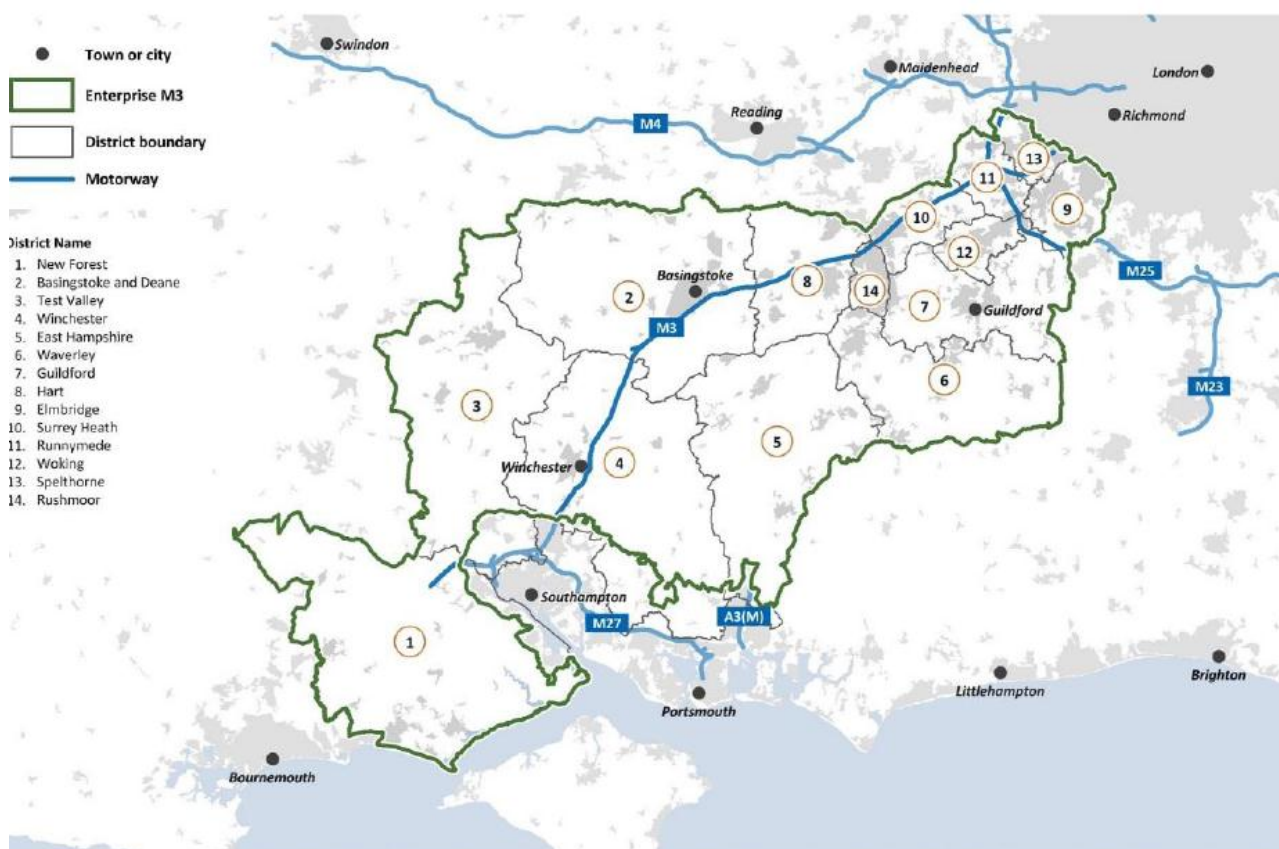 Town or city
Enterprise M3
District boundary
Motorway
District Name
1. New Forest
2. Basingstoke and Deane
3. Test Valley
4. Winchester
5. East Hampshire
6. Waverley
7. Guildford
8. Hart
9. Elmbridge
10. Surrey Heath
11. Runnymede
12. Woking
13. Spelthorne
14. Rushmoor
Swindon
Maidenhead
London
Reading
Richmond
M4
13
11
9
10
12
M25
Basingstoke
8
14
2
7
Guildford
M3
6
M23
3
5
Winchester
4
Southampton
M27
A3(M)
1
Brighton
Littlehampton
Portsmouth
Bournemouth